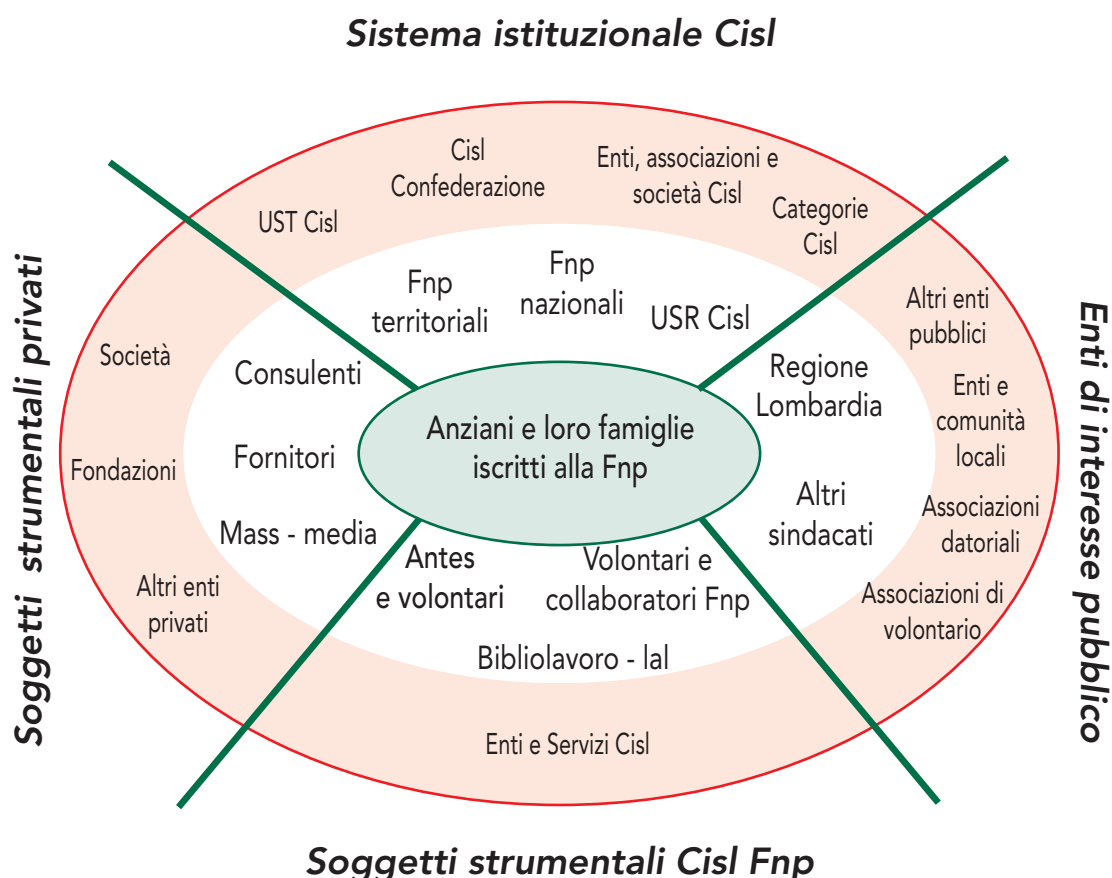 Sistema istituzionale Cisl
Cisl
Confederazione
Enti, associazioni e
società Cisl
UST Cisl
Categorie
Cisl
Fnp
territoriali
Fnp
nazionali
USR Cisl
Soggetti strumentali privati
Società
Fondazioni
Altri enti
privati
Consulenti
Fornitori
Mass - media
Anziani e loro famiglie
iscritti alla Fnp
Regione
Lombardia
Altri
sindacati
Altri enti
pubblici
Enti e
comunità
locali
Associazioni
datoriali
Associazioni di
volontario
Enti di interesse pubblico
Antes
e volontari
Volontari e
collaboratori Fnp
Bibliolavoro - lal
Enti e Servizi Cisl
Soggetti strumentali Cisl Fnp